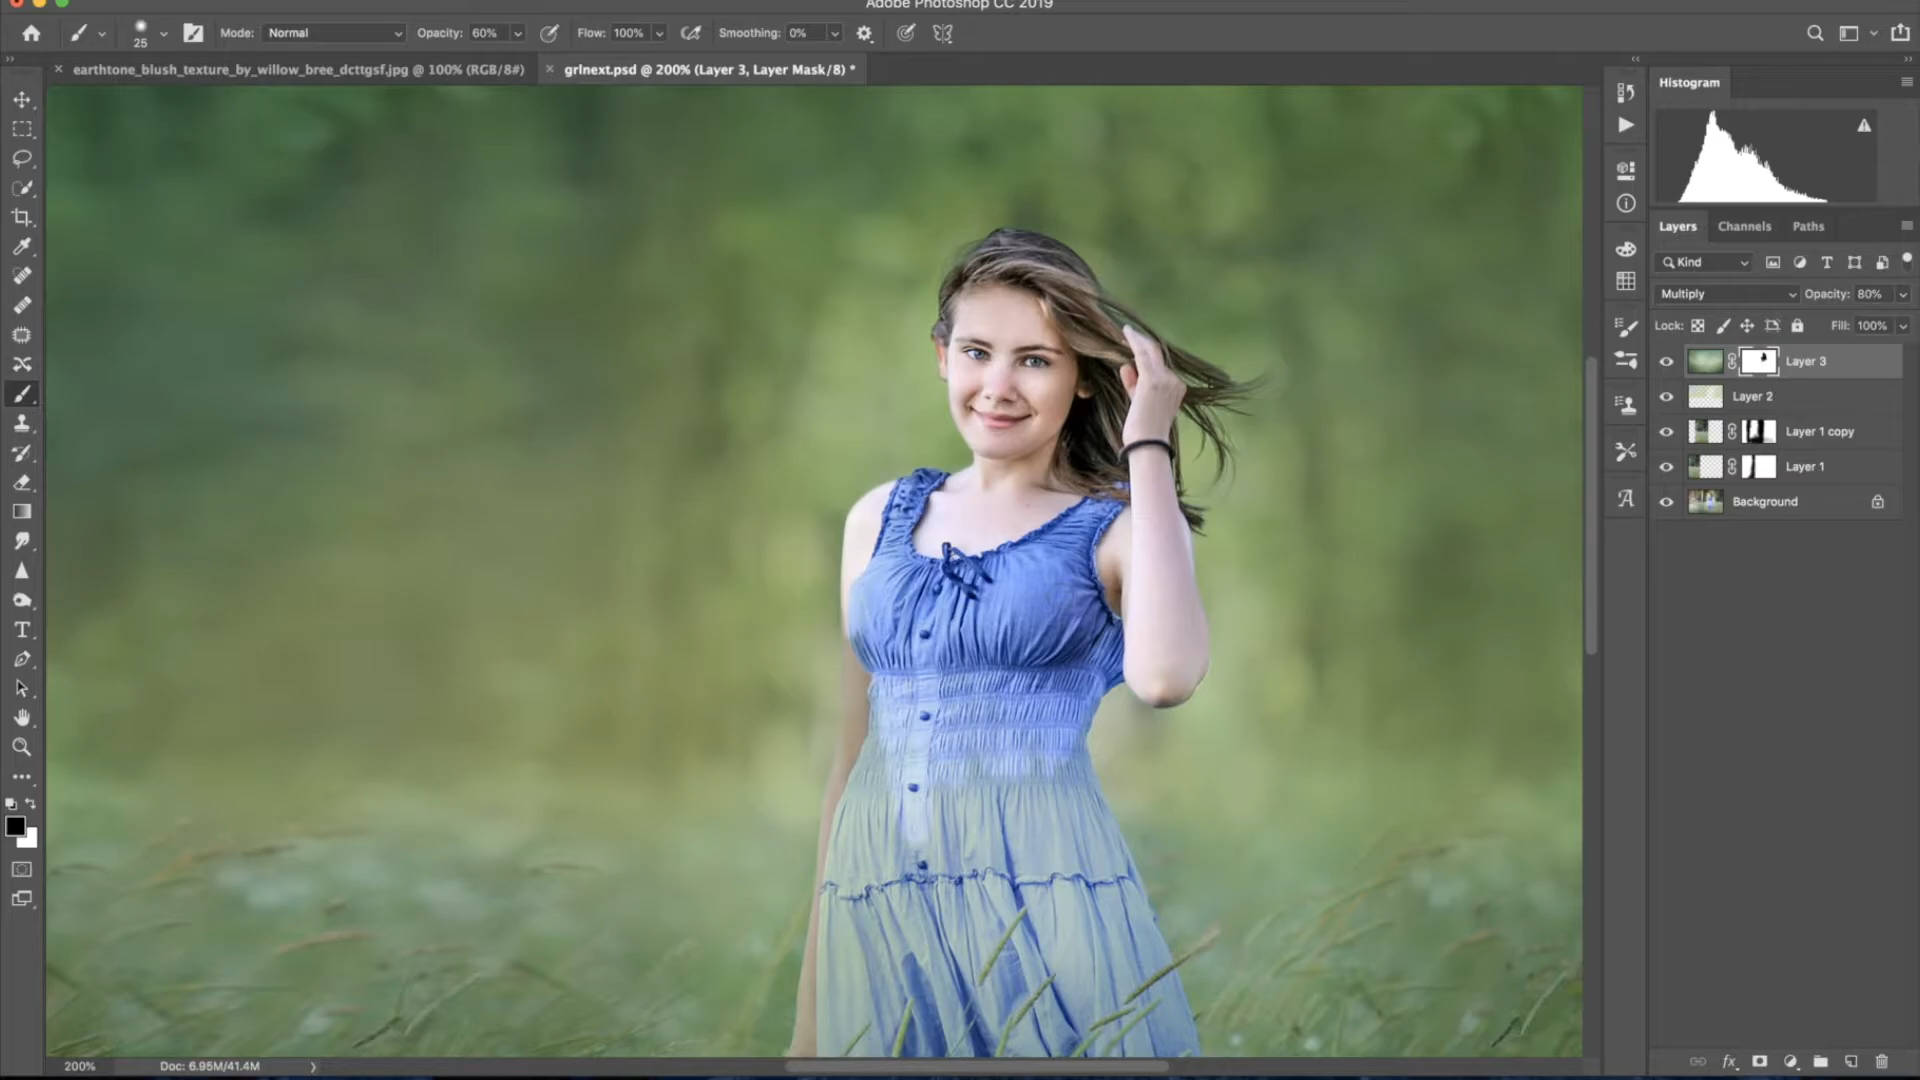 Adobe Photoshop CC 2019
25
Mode: Normal
Opacity: 60%
Flow: 100%
Smoothing: 0%
earthtone_blush_texture_by_willow_bree_dcttgsf.jpg @ 100% (RGB/8#)
grlnext.psd @ 200% (Layer 3, Layer Mask/8) *
Histogram
Layers Channels Paths
Kind
Multiply
Opacity: 80%
Lock:
Fill: 100%
Layer 3
Layer 2
Layer 1 copy
Layer 1
Background
200%
Doc: 6.95M/41.4M
fx